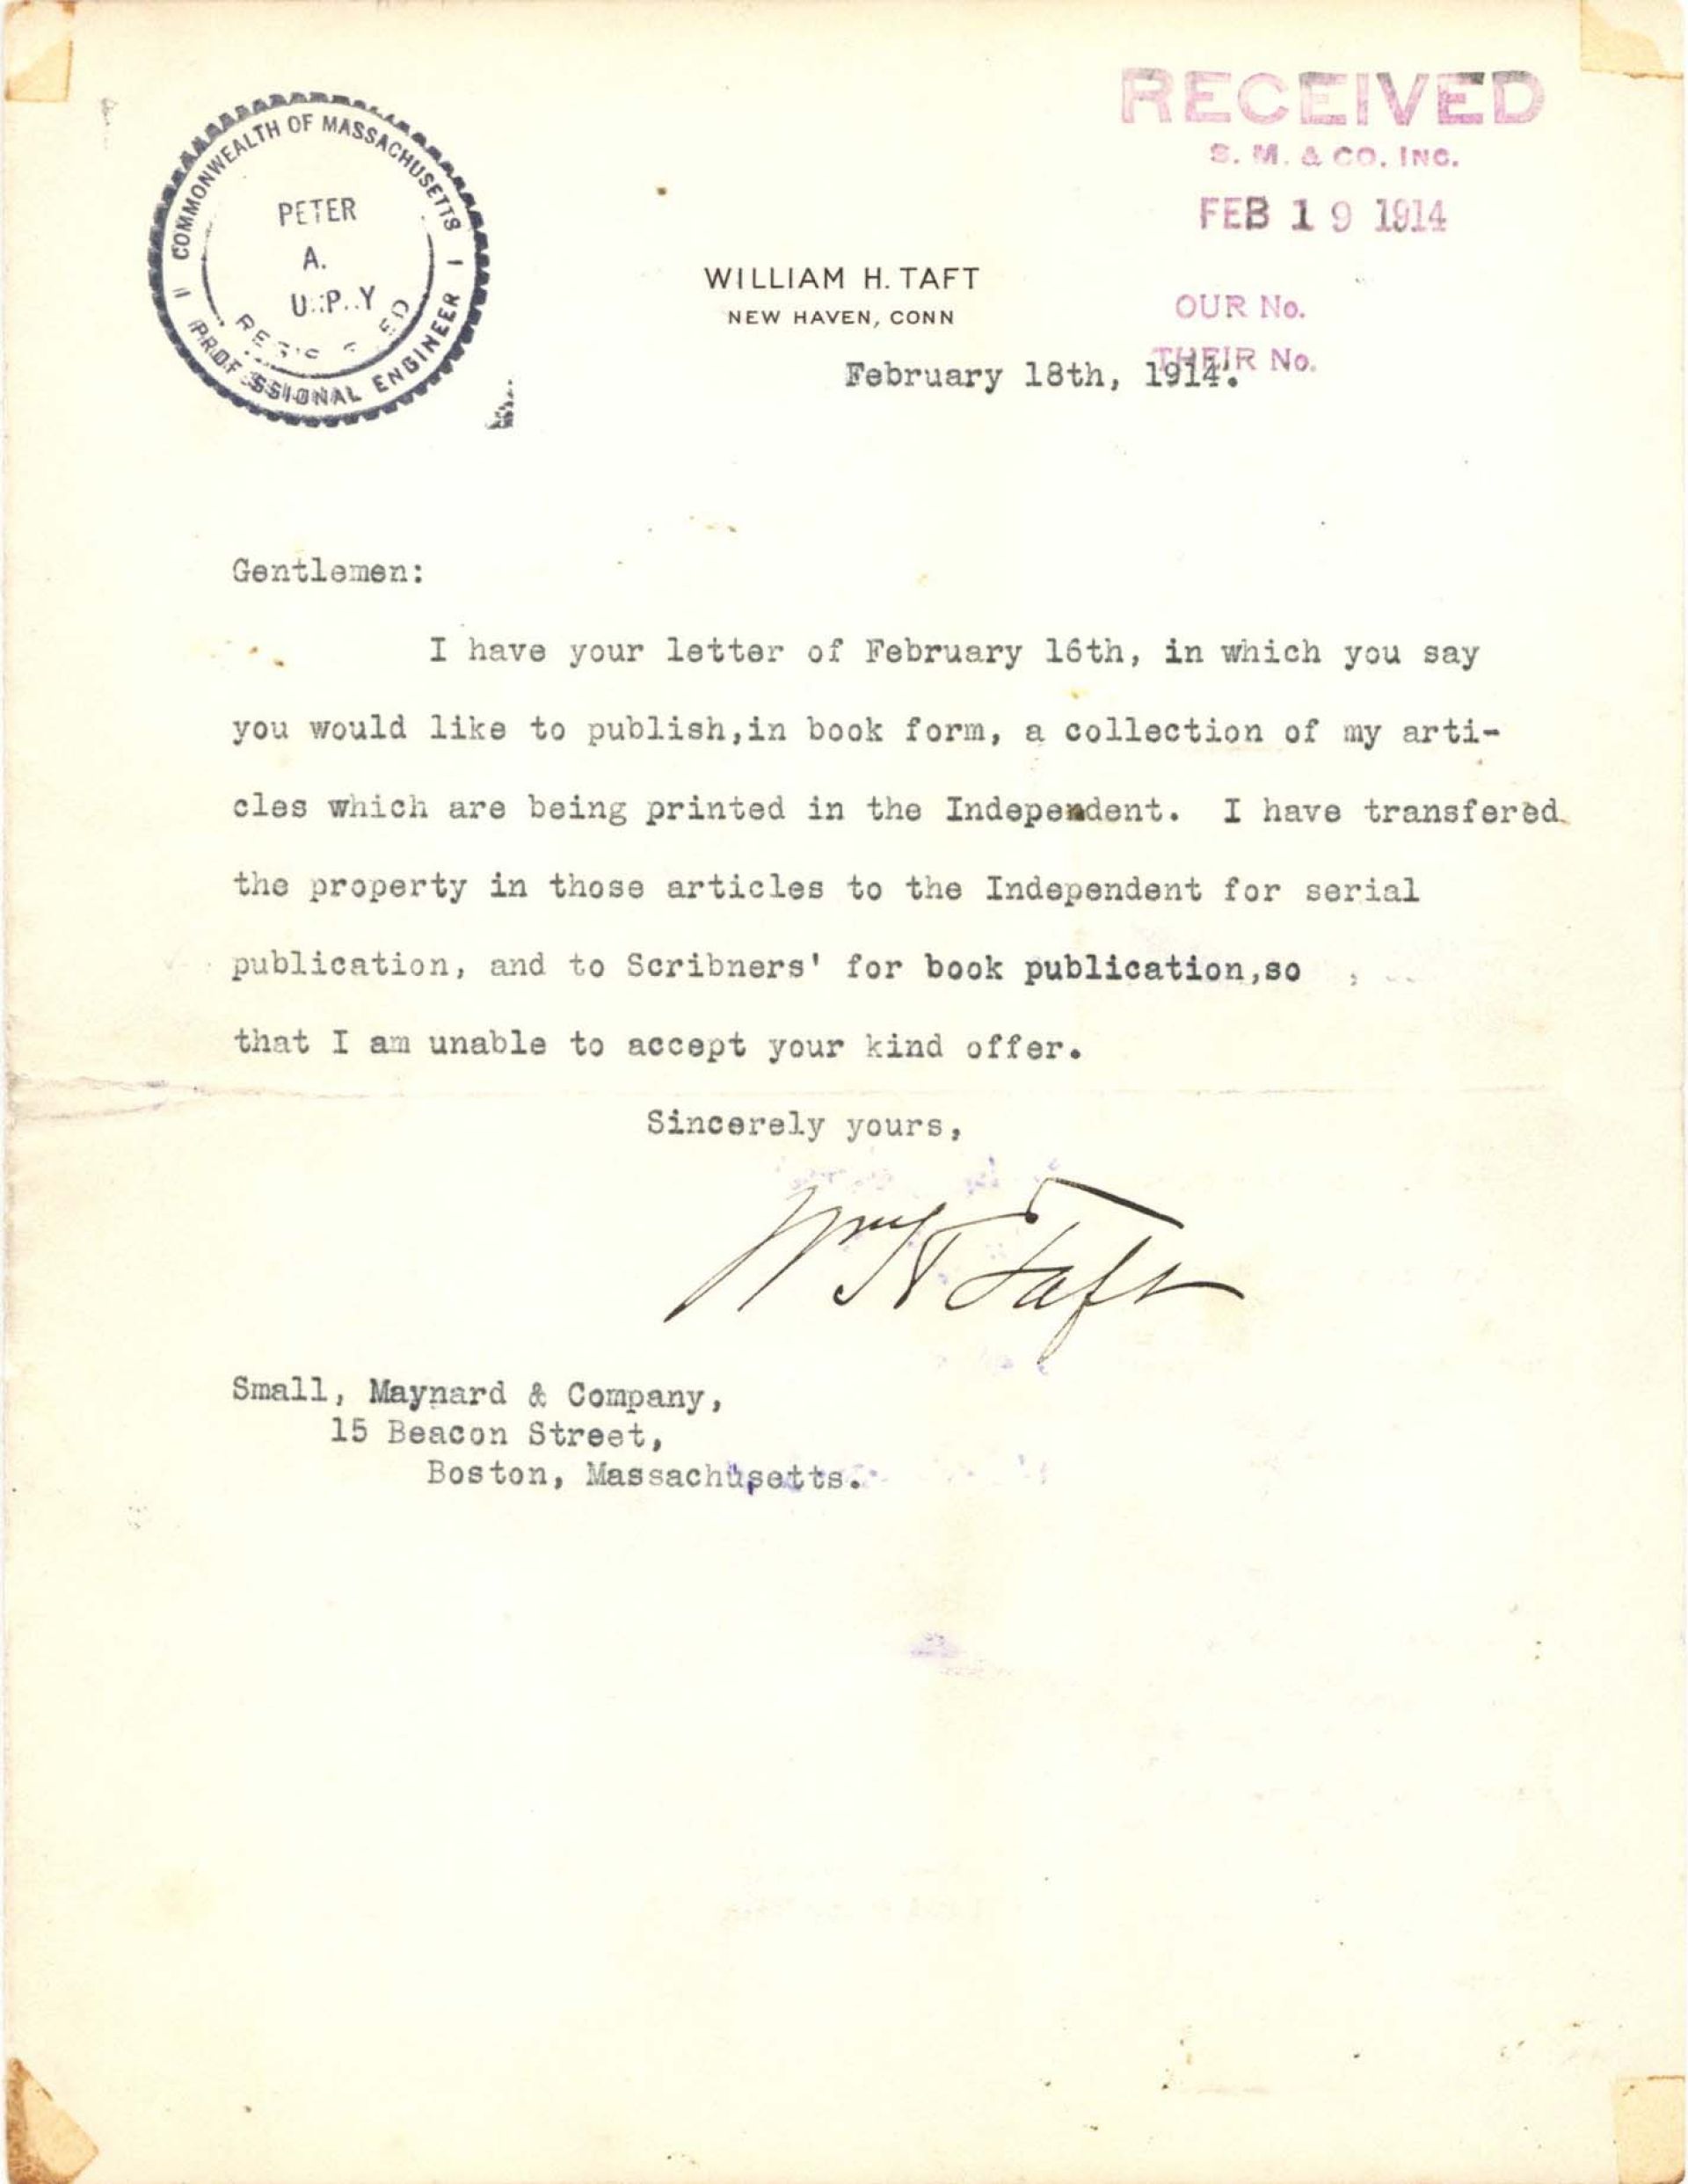 RECEIVED
S. M. & CO. INC.
FEB 19 1914
OUR No.
THEIR No.
COMMONWEALTH OF MASSACHUSETTS
PETER
A.
PROFESSIONAL ENGINEER
WILLIAM H. TAFT
NEW HAVEN, CONN
February 18th, 1914.
Gentlemen:
I have your letter of February 16th, in which you say
you would like to publish,in book form, a collection of my arti-
cles which are being printed in the Independent. I have transfered
the property in those articles to the Independent for serial
publication, and to Scribners' for book publication,so
that I am unable to accept your kind offer.
Sincerely yours,
Wm H Taft
Small, Maynard & Company,
15 Beacon Street,
Boston, Massachusetts.